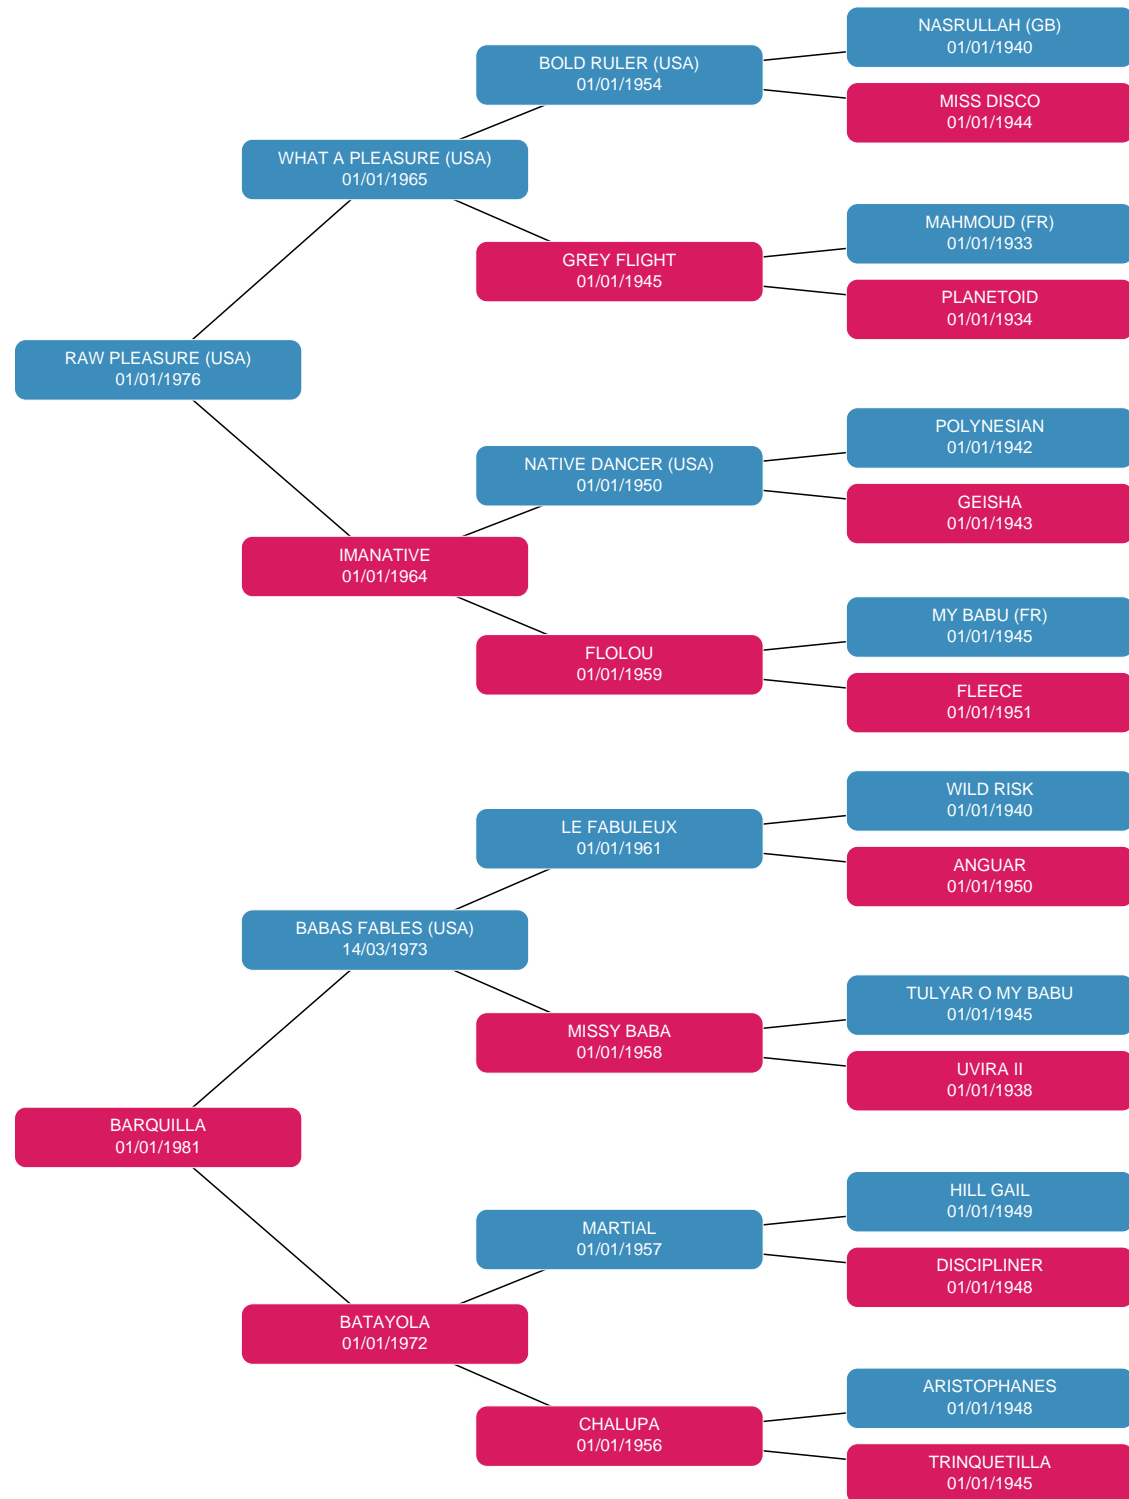 NASRULLAH (GB)
01/01/1940
BOLD RULER (USA)
01/01/1954
MISS DISCO
01/01/1944
WHAT A PLEASURE (USA)
01/01/1965
MAHMOUD (FR)
01/01/1933
GREY FLIGHT
01/01/1945
PLANETOID
01/01/1934
RAW PLEASURE (USA)
01/01/1976
POLYNESIAN
01/01/1942
NATIVE DANCER (USA)
01/01/1950
GEISHA
01/01/1943
IMANATIVE
01/01/1964
MY BABU (FR)
01/01/1945
FLOLOU
01/01/1959
FLEECE
01/01/1951
WILD RISK
01/01/1940
LE FABULEUX
01/01/1961
ANGUAR
01/01/1950
BABAS FABLES (USA)
14/03/1973
TULYAR O MY BABU
01/01/1945
MISSY BABA
01/01/1958
UVIRA II
01/01/1938
BARQUILLA
01/01/1981
HILL GAIL
01/01/1949
MARTIAL
01/01/1957
DISCIPLINER
01/01/1948
BATAYOLA
01/01/1972
ARISTOPHANES
01/01/1948
CHALUPA
01/01/1956
TRINQUETILLA
01/01/1945